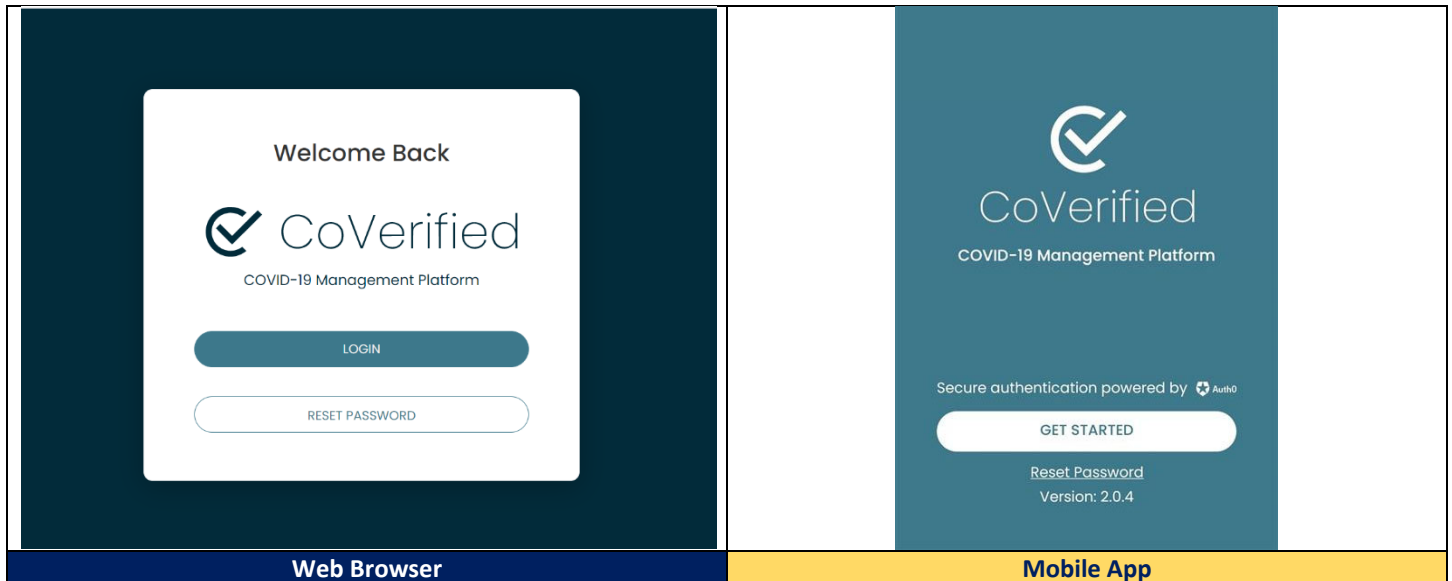 Welcome Back
CoVerified
COVID-19 Management Platform
LOGIN
RESET PASSWORD
Web Browser
CoVerified
COVID-19 Management Platform
Secure authentication powered by Auth0
GET STARTED
Reset Password
Version: 2.0.4
Mobile App